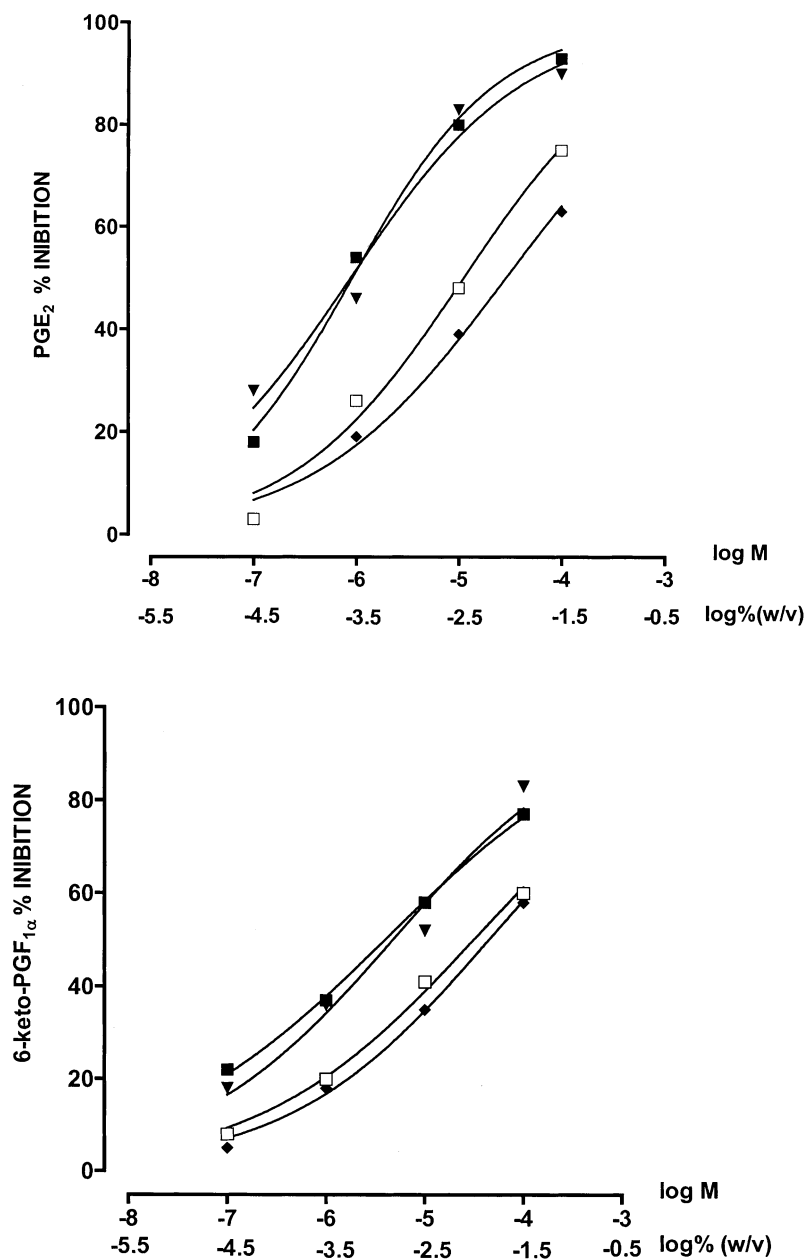 100
80
60
40
20
0
PGE2 % INIBITION
log M
-8 -7 -6 -5 -4 -3
-5.5 -4.5 -3.5 -2.5 -1.5 -0.5 log%(w/v)
100
80
60
40
20
0
6-keto-PGF1α % INIBITION
log M
-8 -7 -6 -5 -4 -3
-5.5 -4.5 -3.5 -2.5 -1.5 -0.5 log% (w/v)